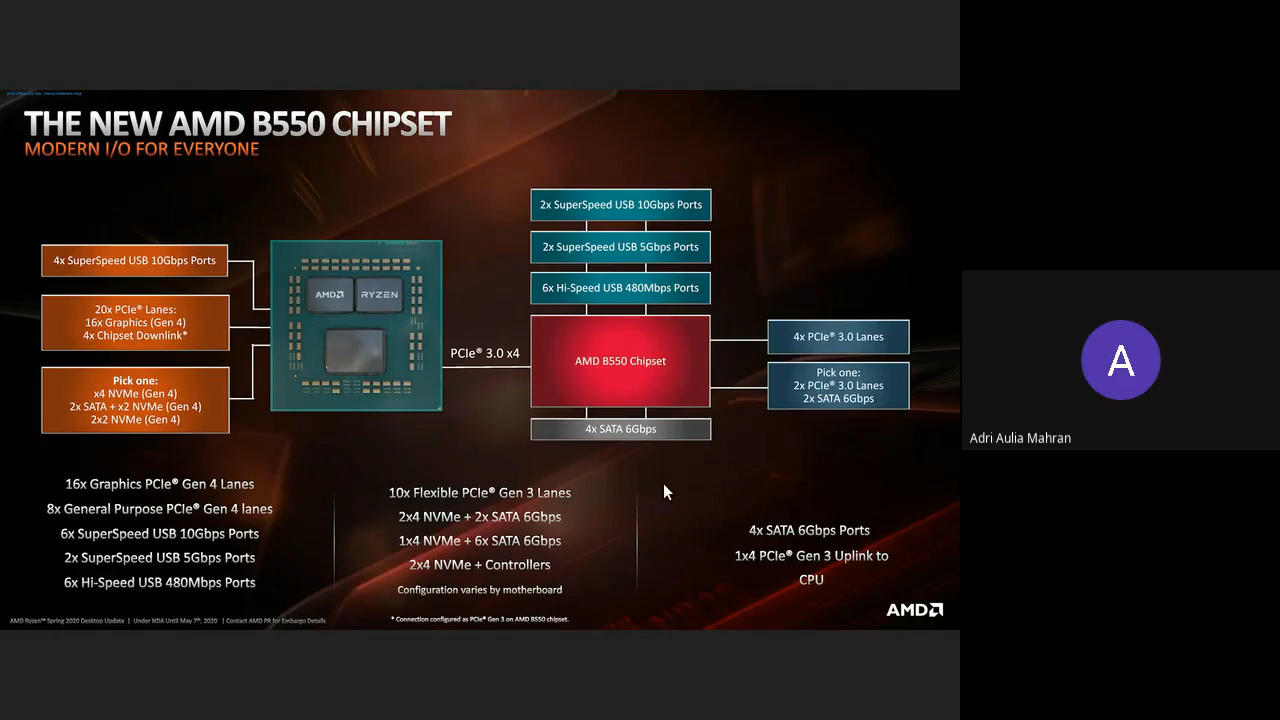 THE NEW AMD B550 CHIPSET
MODERN I/O FOR EVERYONE
4x SuperSpeed USB 10Gbps Ports
20x PCIe® Lanes:
16x Graphics (Gen 4)
4x Chipset Downlink*
Pick one:
x4 NVMe (Gen 4)
2x SATA + x2 NVMe (Gen 4)
2x2 NVMe (Gen 4)
AMD
RYZEN
PCIe® 3.0 x4
2x SuperSpeed USB 10Gbps Ports
2x SuperSpeed USB 5Gbps Ports
6x Hi-Speed USB 480Mbps Ports
AMD B550 Chipset
4x SATA 6Gbps
4x PCIe® 3.0 Lanes
Pick one:
2x PCIe® 3.0 Lanes
2x SATA 6Gbps
16x Graphics PCIe® Gen 4 Lanes
8x General Purpose PCIe® Gen 4 lanes
6x SuperSpeed USB 10Gbps Ports
2x SuperSpeed USB 5Gbps Ports
6x Hi-Speed USB 480Mbps Ports
10x Flexible PCIe® Gen 3 Lanes
2x4 NVMe + 2x SATA 6Gbps
1x4 NVMe + 6x SATA 6Gbps
2x4 NVMe + Controllers
Configuration varies by motherboard
4x SATA 6Gbps Ports
1x4 PCIe® Gen 3 Uplink to
CPU
AMD
AMD Ryzen™ Spring 2020 Desktop Update | Under NDA Until May 7th, 2020 | Contact AMD PR for Embargo Details
* Connection configured as PCIe® Gen 3 on AMD B550 chipset.
A
Adri Aulia Mahran